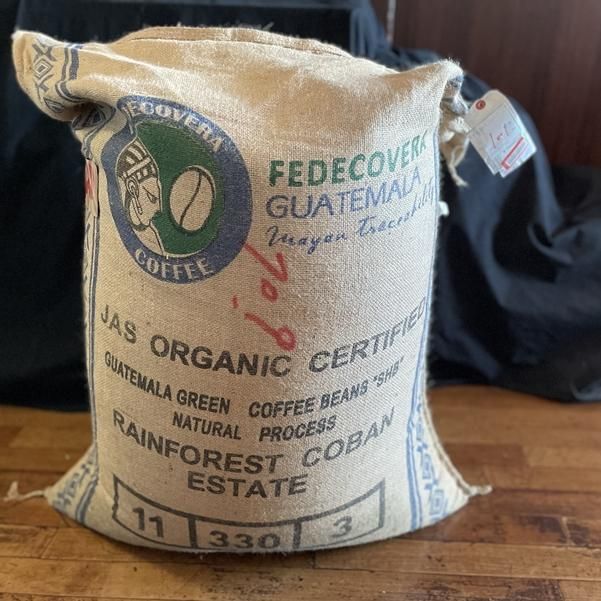 FEDECOVERA
COFFEE
FEDECOVERA
GUATEMALA
Mayan Traceability
JAS ORGANIC CERTIFIED
GUATEMALA GREEN COFFEE BEANS "SHB"
NATURAL PROCESS
RAINFOREST COBAN
ESTATE
11 330 3